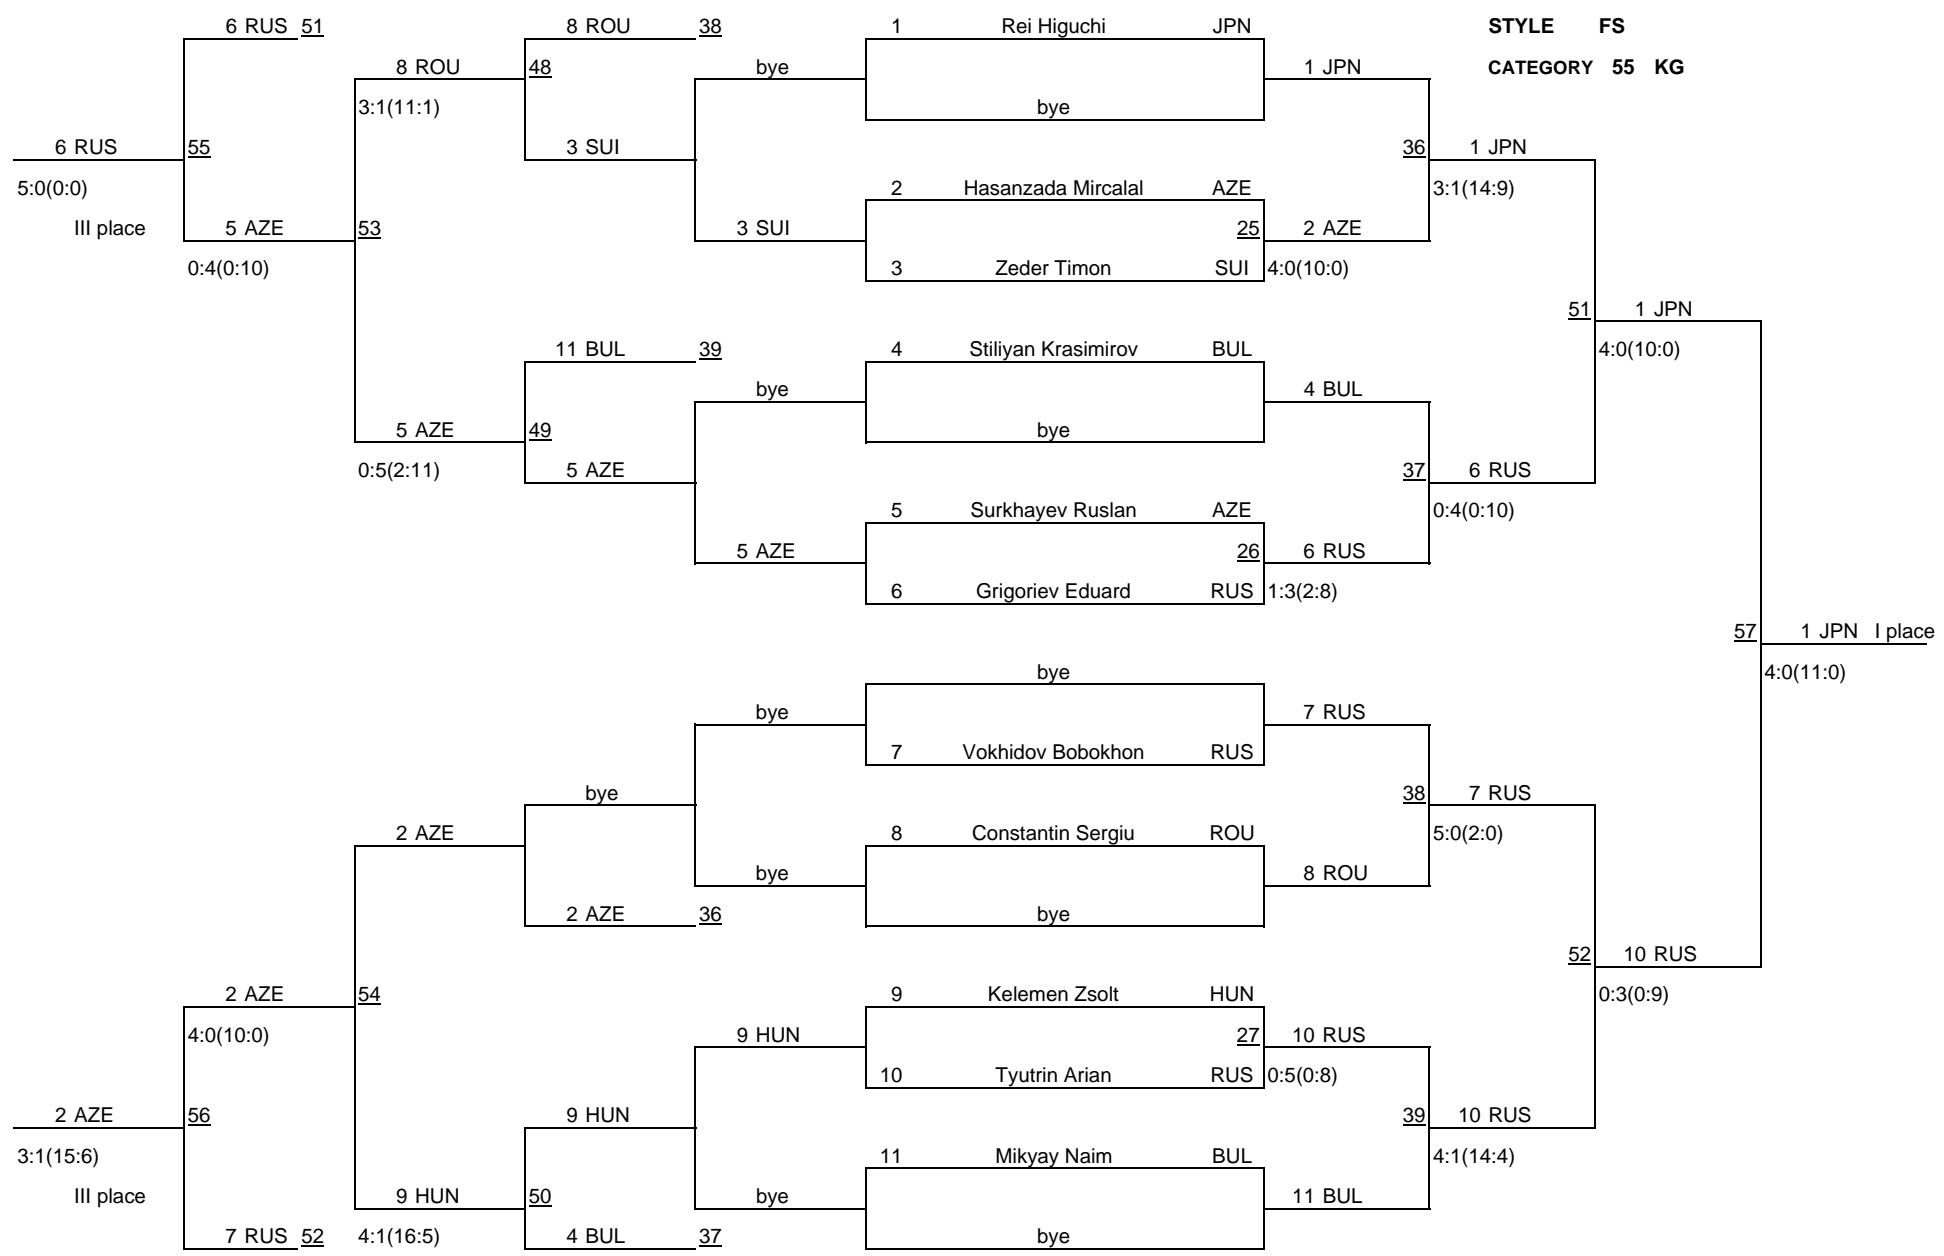 6 RUS 51 8 ROU 38 1 Rei Higuchi JPN STYLE FS
8 ROU 48 bye 1 JPN CATEGORY 55 KG
3:1(11:1) bye
6 RUS 55 3 SUI 36 1 JPN
5:0(0:0) 2 Hasanzada Mircalal AZE 3:1(14:9)
III place 5 AZE 53 3 SUI 25 2 AZE
0:4(0:10) 3 Zeder Timon SUI 4:0(10:0)
51 1 JPN
11 BUL 39 4 Stiliyan Krasimirov BUL 4:0(10:0)
bye 4 BUL
5 AZE 49 bye
0:5(2:11) 5 AZE 37 6 RUS
5 Surkhayev Ruslan AZE 0:4(0:10)
5 AZE 26 6 RUS
6 Grigoriev Eduard RUS 1:3(2:8)
57 1 JPN I place
bye 4:0(11:0)
bye 7 RUS
7 Vokhidov Bobokhon RUS
bye 38 7 RUS
2 AZE 8 Constantin Sergiu ROU 5:0(2:0)
bye 8 ROU
2 AZE 36 bye
52 10 RUS
2 AZE 54 9 Kelemen Zsolt HUN 0:3(0:9)
4:0(10:0) 9 HUN 27 10 RUS
10 Tyutrin Arian RUS 0:5(0:8)
2 AZE 56 9 HUN 39 10 RUS
3:1(15:6) 11 Mikyay Naim BUL 4:1(14:4)
III place 9 HUN 50 bye 11 BUL
7 RUS 52 4:1(16:5) 4 BUL 37 bye